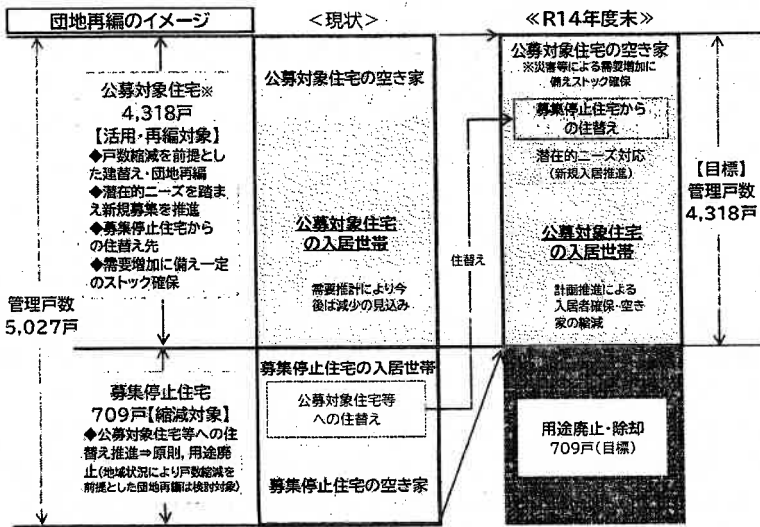 団地再編のイメージ
＜現状＞
≪R14年度末≫
管理戸数
5,027戸
公募対象住宅※
4,318戸
【活用・再編対象】
◆戸数縮減を前提とし
た建替え・団地再編
◆潜在的ニーズを踏ま
え新規募集を推進
◆募集停止住宅から
の住替え先
◆需要増加に備え一定
のストック確保
募集停止住宅
709戸【縮減対象】
◆公募対象住宅等への住
替え推進⇒原則,用途廃
止(地域状況により戸数縮減を
前提とした団地再編は検討対象)
公募対象住宅の空き家
公募対象住宅
の入居世帯
需要推計により今
後は減少の見込み
募集停止住宅の入居世帯
公募対象住宅等
への住替え
募集停止住宅の空き家
住替え
公募対象住宅の空き家
※災害等による需要増加に
備えストック確保
募集停止住宅から
の住替え
潜在的ニーズ対応
(新規入居推進)
公募対象住宅
の入居世帯
計画推進による
入居者確保・空き
家の縮減
用途廃止・除却
709戸(目標)
【目標】
管理戸数
4,318戸